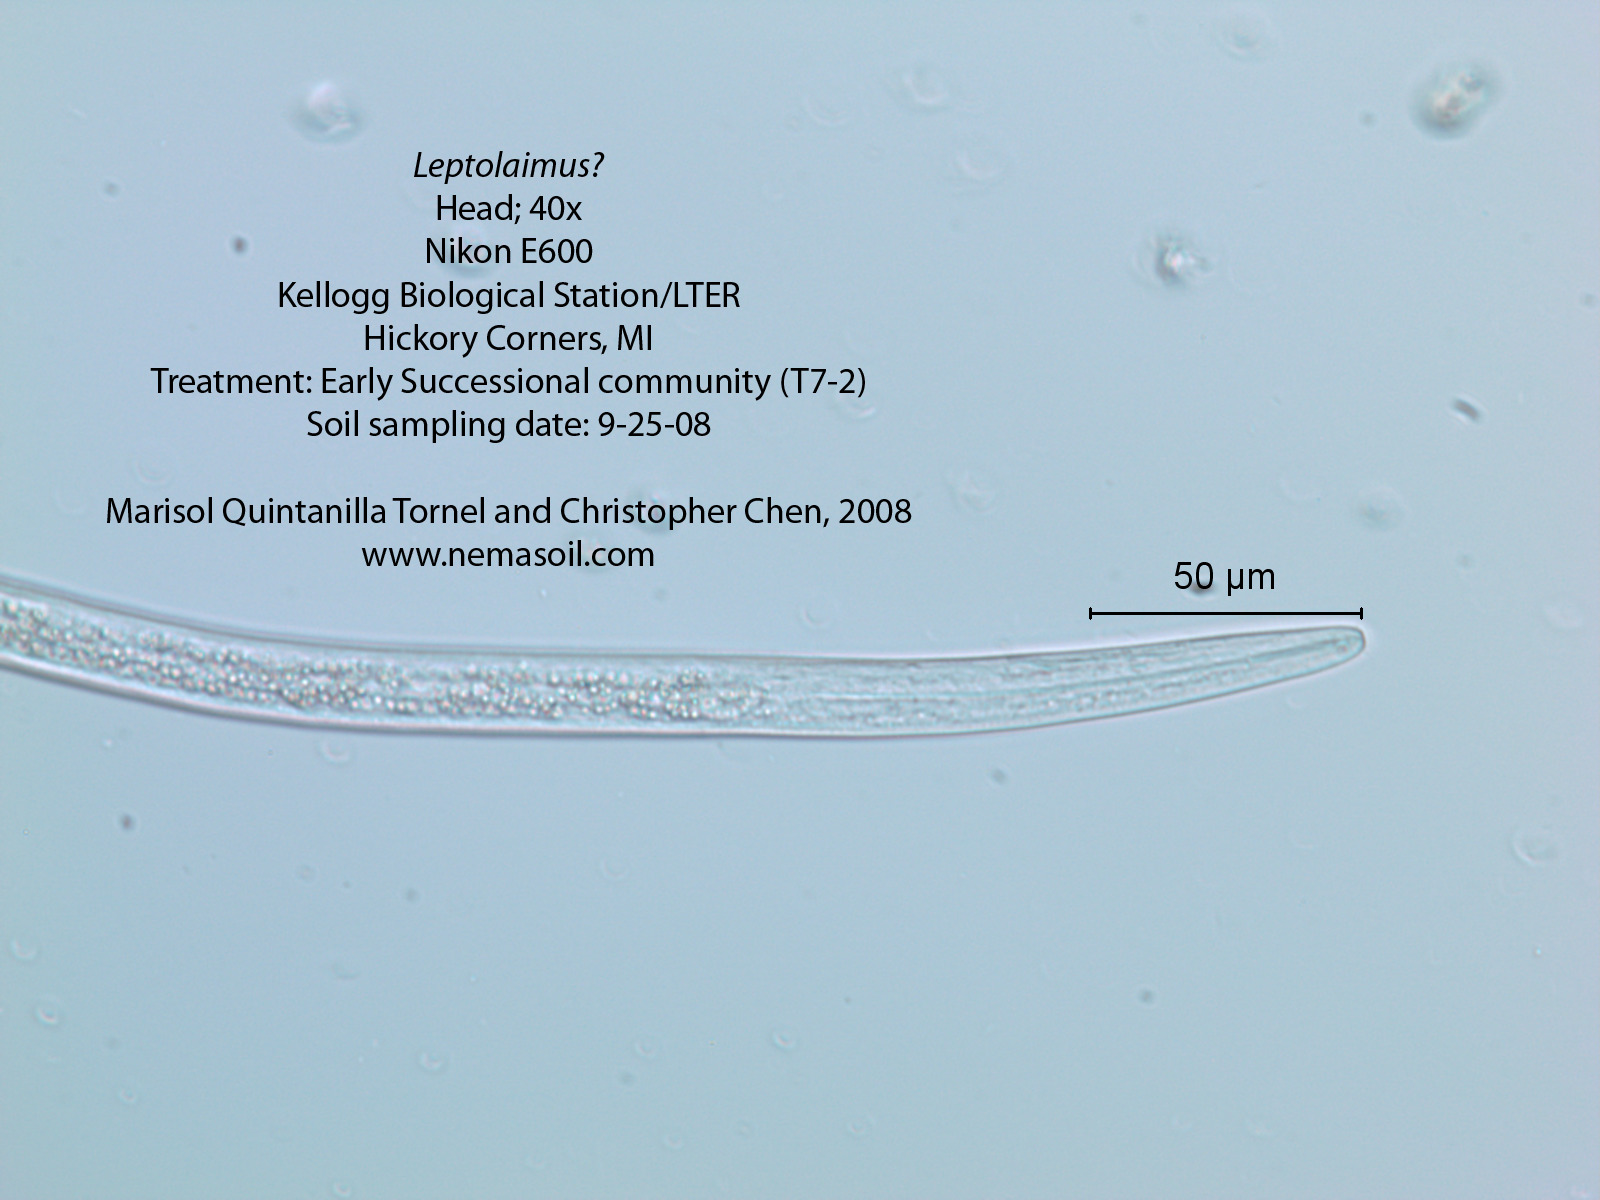 Leptolaimus?
Head; 40x
Nikon E600
Kellogg Biological Station/LTER
Hickory Corners, MI
Treatment: Early Successional community (T7-2)
Soil sampling date: 9-25-08
Marisol Quintanilla Tornel and Christopher Chen, 2008
www.nemasoil.com
50 µm